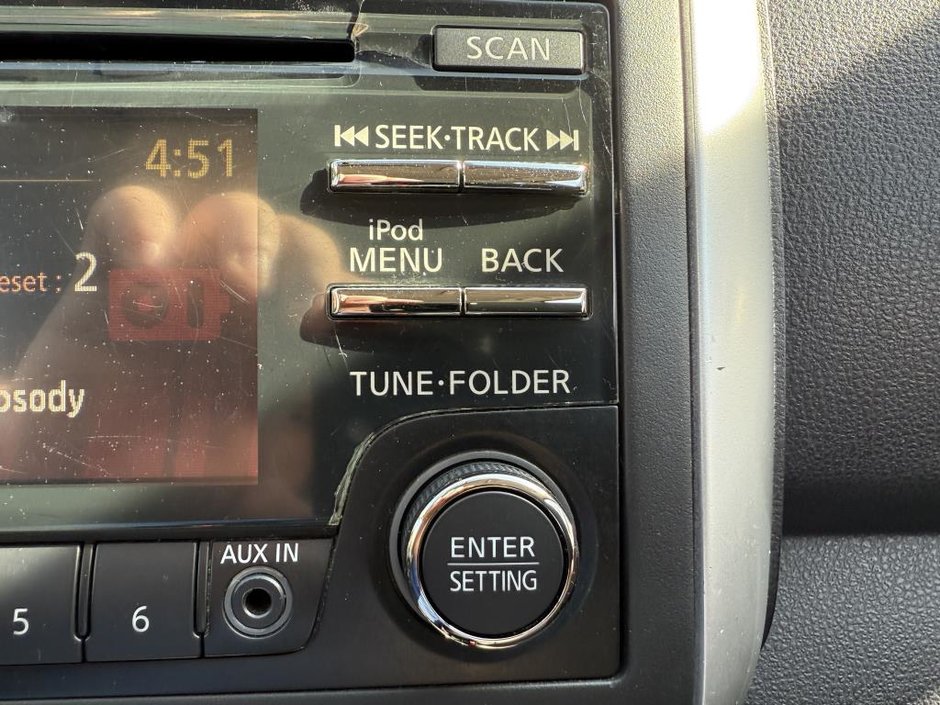 SCAN
4:51
SEEK·TRACK
iPod
MENU BACK
eset : 2
TUNE·FOLDER
osody
ENTER
SETTING
AUX IN
5 6